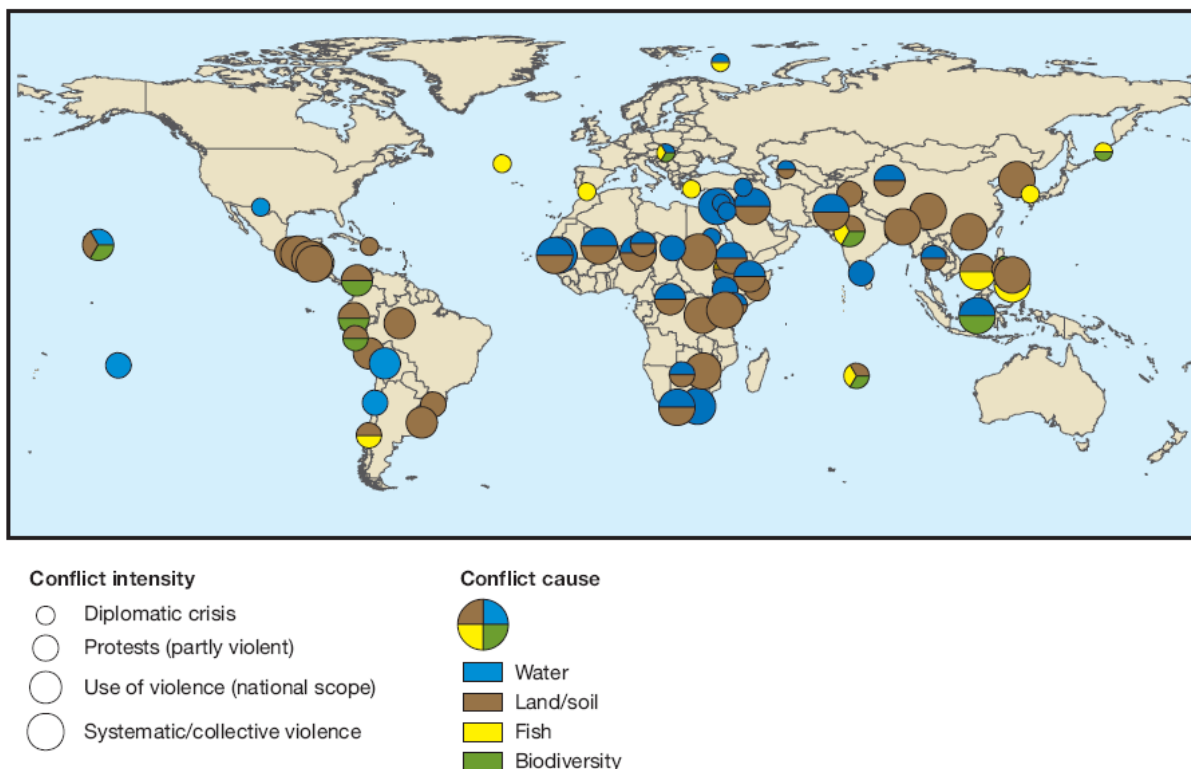 Conflict intensity
Diplomatic crisis
Protests (partly violent)
Use of violence (national scope)
Systematic/collective violence
Conflict cause
Water
Land/soil
Fish
Biodiversity